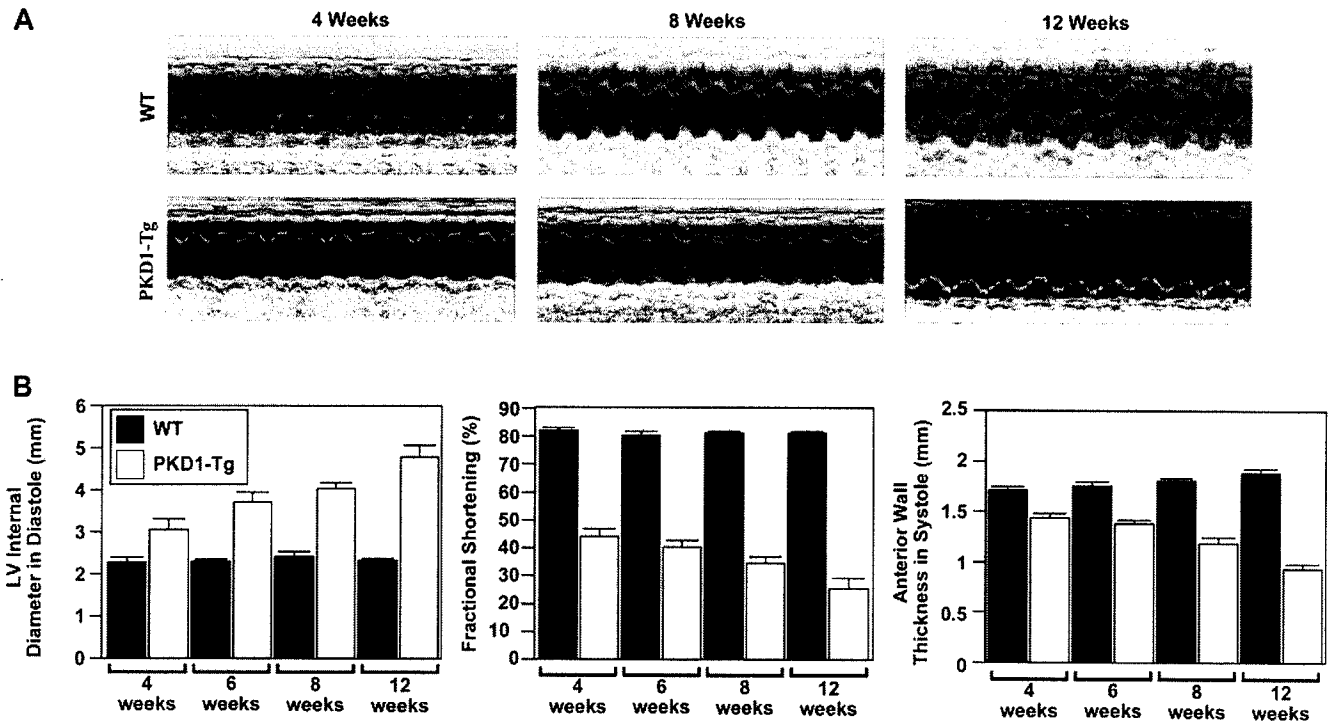 A
4 Weeks
8 Weeks
12 Weeks
WT
PKD1-Tg
B
LV Internal
Diameter in Diastole (mm)
6
5
4
3
2
1
0
WT
PKD1-Tg
4
weeks
6
weeks
8
weeks
12
weeks
Fractional Shortening (%)
90
80
70
60
50
40
30
20
10
0
4
weeks
6
weeks
8
weeks
12
weeks
Anterior Wall
Thickness in Systole (mm)
2.5
2
1.5
1
0.5
0
4
weeks
6
weeks
8
weeks
12
weeks